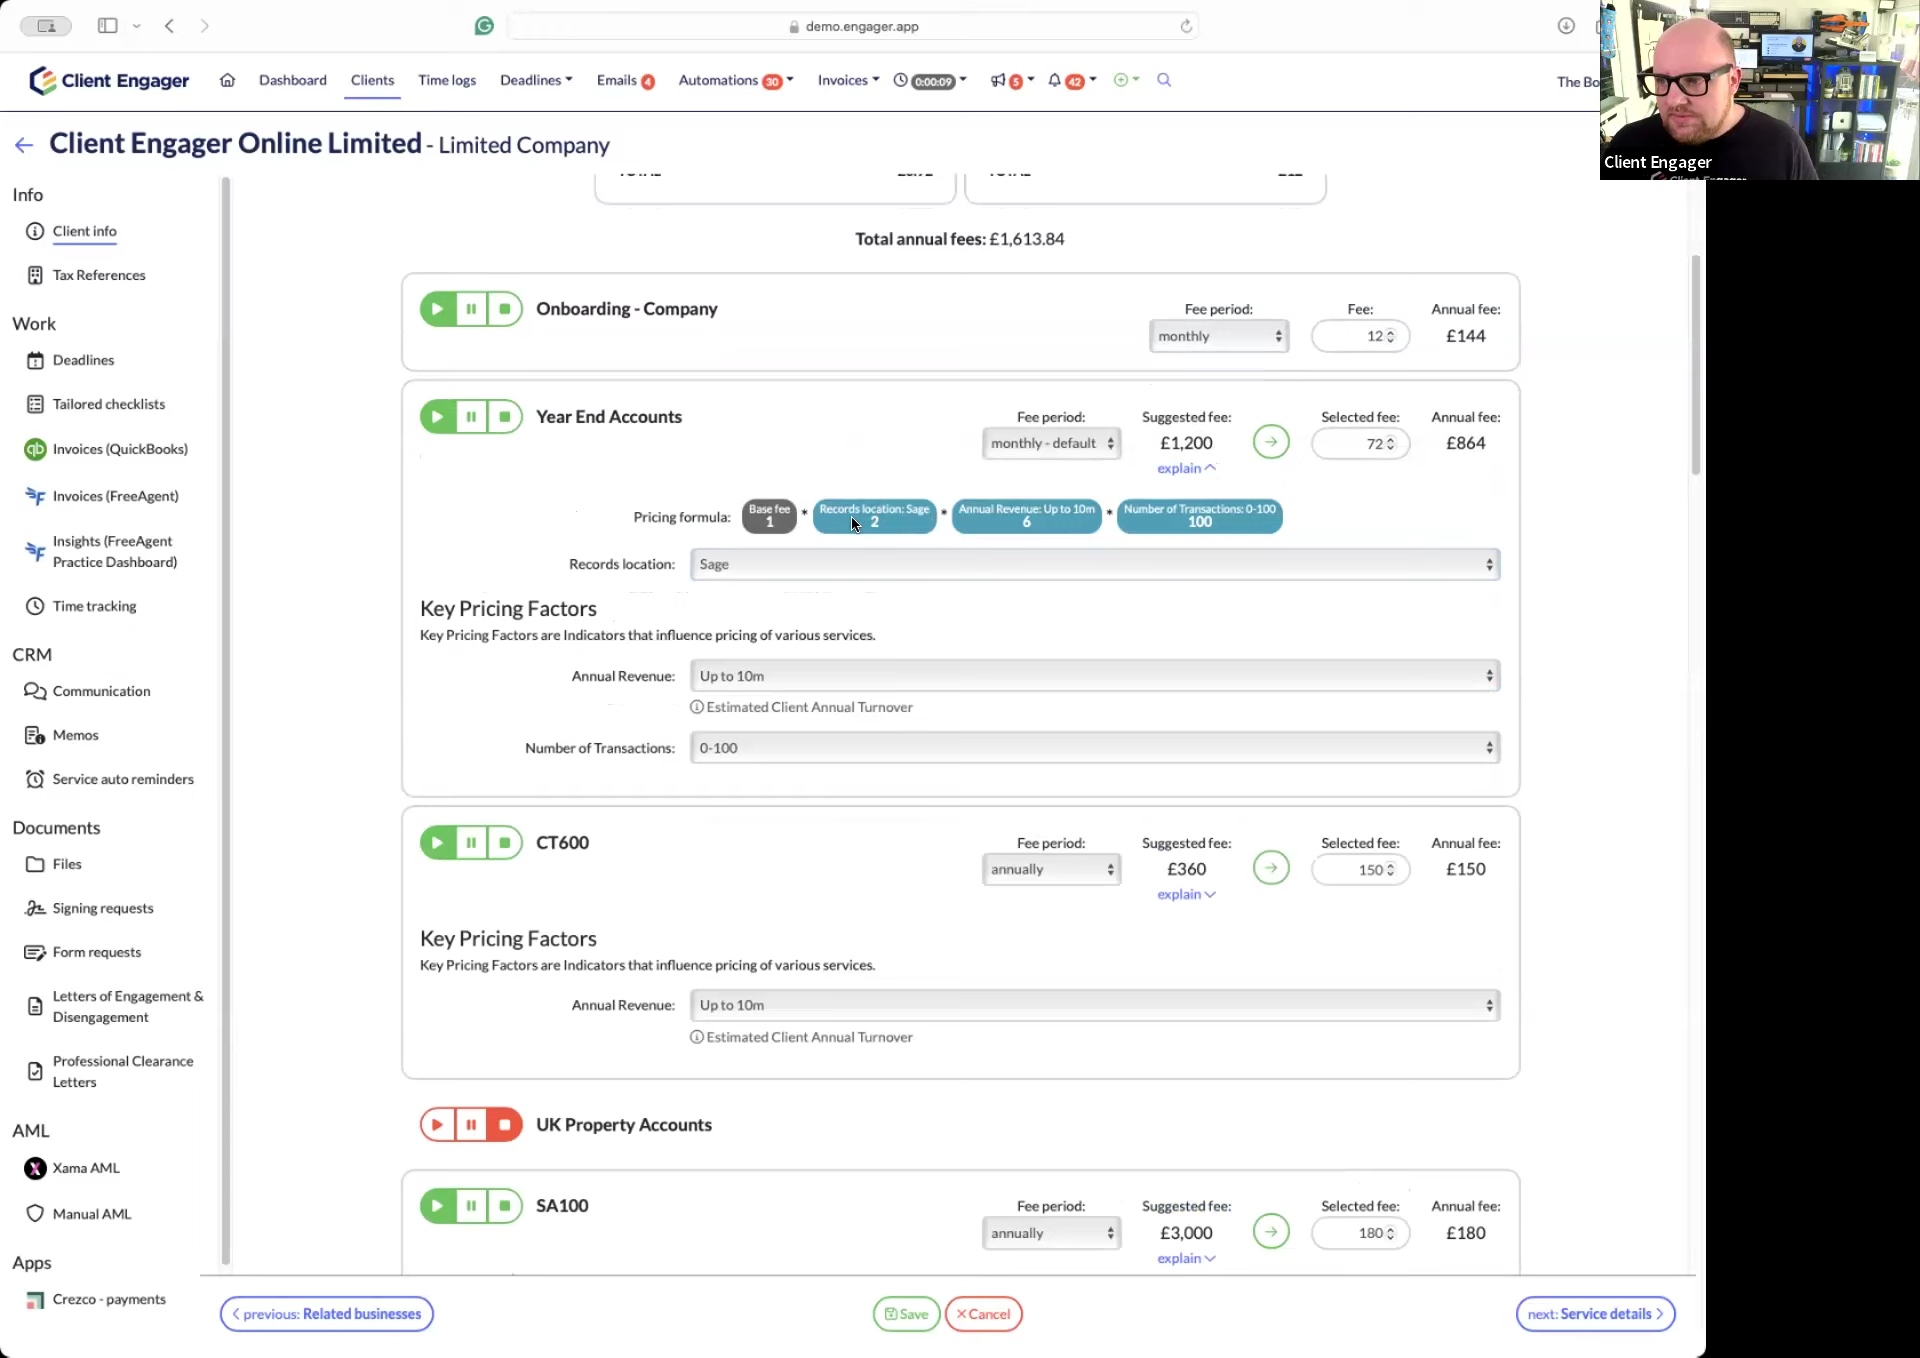 demo.engager.app
Client Engager
Dashboard
Clients
Time logs
Deadlines
Emails 4
Automations 30
Invoices
0:00:09
5
42
The Bo
Client Engager
Client Engager Online Limited - Limited Company
Info
Client info
Tax References
Work
Deadlines
Tailored checklists
Invoices (QuickBooks)
Invoices (FreeAgent)
Insights (FreeAgent
Practice Dashboard)
Time tracking
CRM
Communication
Memos
Service auto reminders
Documents
Files
Signing requests
Form requests
Letters of Engagement &
Disengagement
Professional Clearance
Letters
AML
Xama AML
Manual AML
Apps
Crezco - payments
Total annual fees: £1,613.84
Onboarding - Company
Fee period: Fee: Annual fee:
monthly 12 £144
Year End Accounts
Fee period: Suggested fee: Selected fee: Annual fee:
monthly - default £1,200 72 £864
explain
Pricing formula: Base fee 1 * Records location: Sage 2 * Annual Revenue: Up to 10m 6 * Number of Transactions: 0-100 100
Records location: Sage
Key Pricing Factors
Key Pricing Factors are Indicators that influence pricing of various services.
Annual Revenue: Up to 10m
Estimated Client Annual Turnover
Number of Transactions: 0-100
CT600
Fee period: Suggested fee: Selected fee: Annual fee:
annually £360 150 £150
explain
Key Pricing Factors
Key Pricing Factors are Indicators that influence pricing of various services.
Annual Revenue: Up to 10m
Estimated Client Annual Turnover
UK Property Accounts
SA100
Fee period: Suggested fee: Selected fee: Annual fee:
annually £3,000 180 £180
explain
previous: Related businesses
Save
Cancel
next: Service details